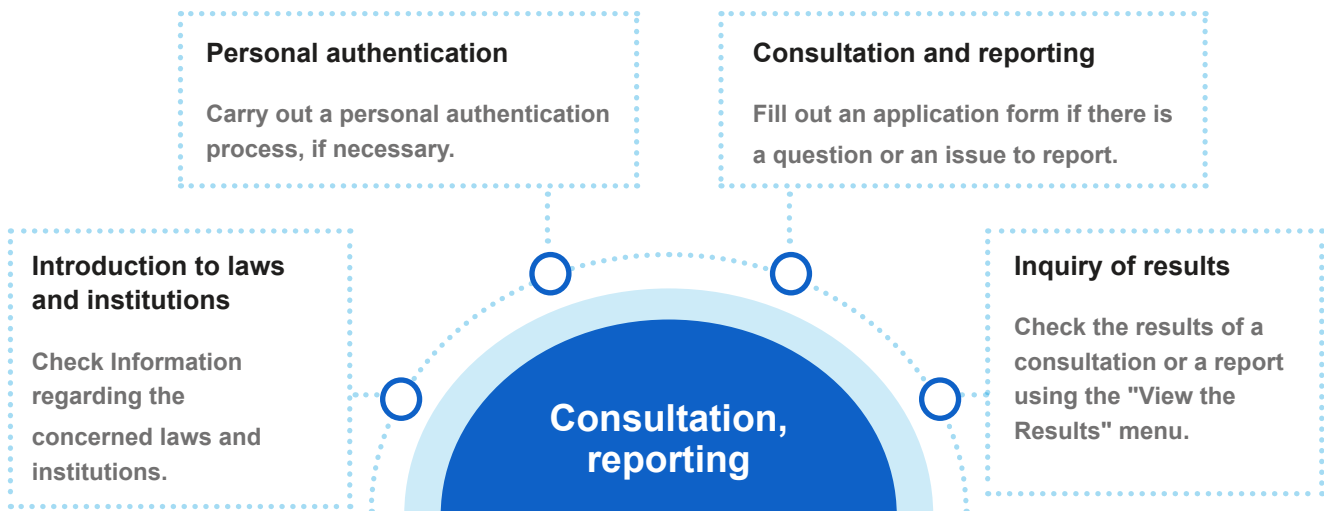 Personal authentication
Carry out a personal authentication
process, if necessary.
Consultation and reporting
Fill out an application form if there is
a question or an issue to report.
Introduction to laws
and institutions
Check Information
regarding the
concerned laws and
institutions.
Inquiry of results
Check the results of a
consultation or a report
using the "View the
Results" menu.
Consultation,
reporting